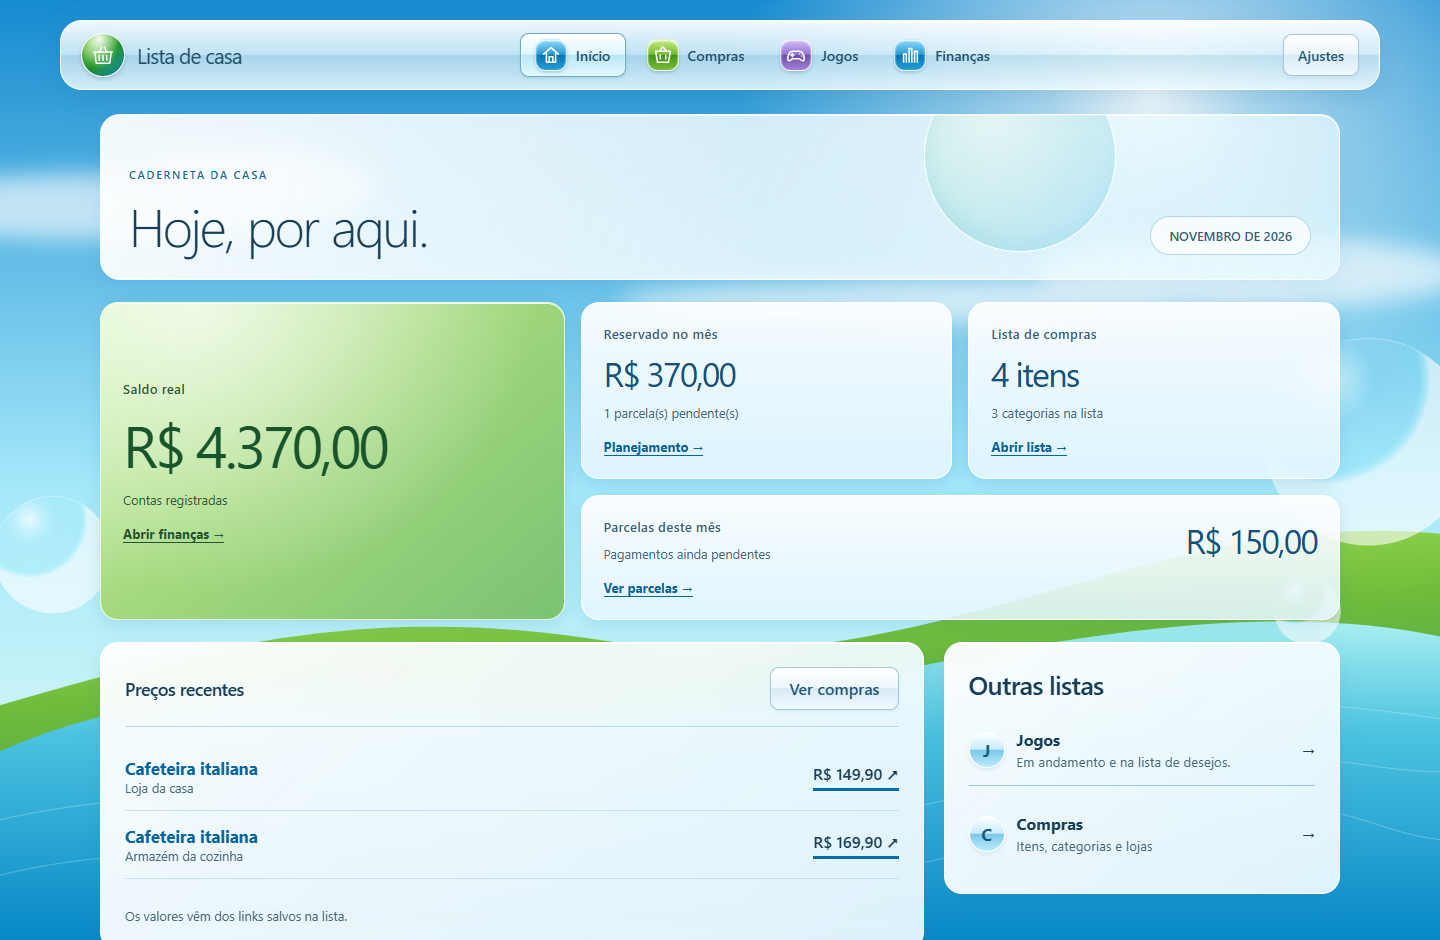 Lista de casa
Início
Compras
Jogos
Finanças
Ajustes
CADERNETA DA CASA
Hoje, por aqui.
NOVEMBRO DE 2026
Saldo real
R$ 4.370,00
Contas registradas
Abrir finanças →
Reservado no mês
R$ 370,00
1 parcela(s) pendente(s)
Planejamento →
Lista de compras
4 itens
3 categorias na lista
Abrir lista →
Parcelas deste mês
Pagamentos ainda pendentes
Ver parcelas →
R$ 150,00
Preços recentes
Ver compras
Cafeteira italiana
Loja da casa
R$ 149,90 ↗
Cafeteira italiana
Armazém da cozinha
R$ 169,90 ↗
Os valores vêm dos links salvos na lista.
Outras listas
J
Jogos
Em andamento e na lista de desejos.
→
C
Compras
Itens, categorias e lojas
→